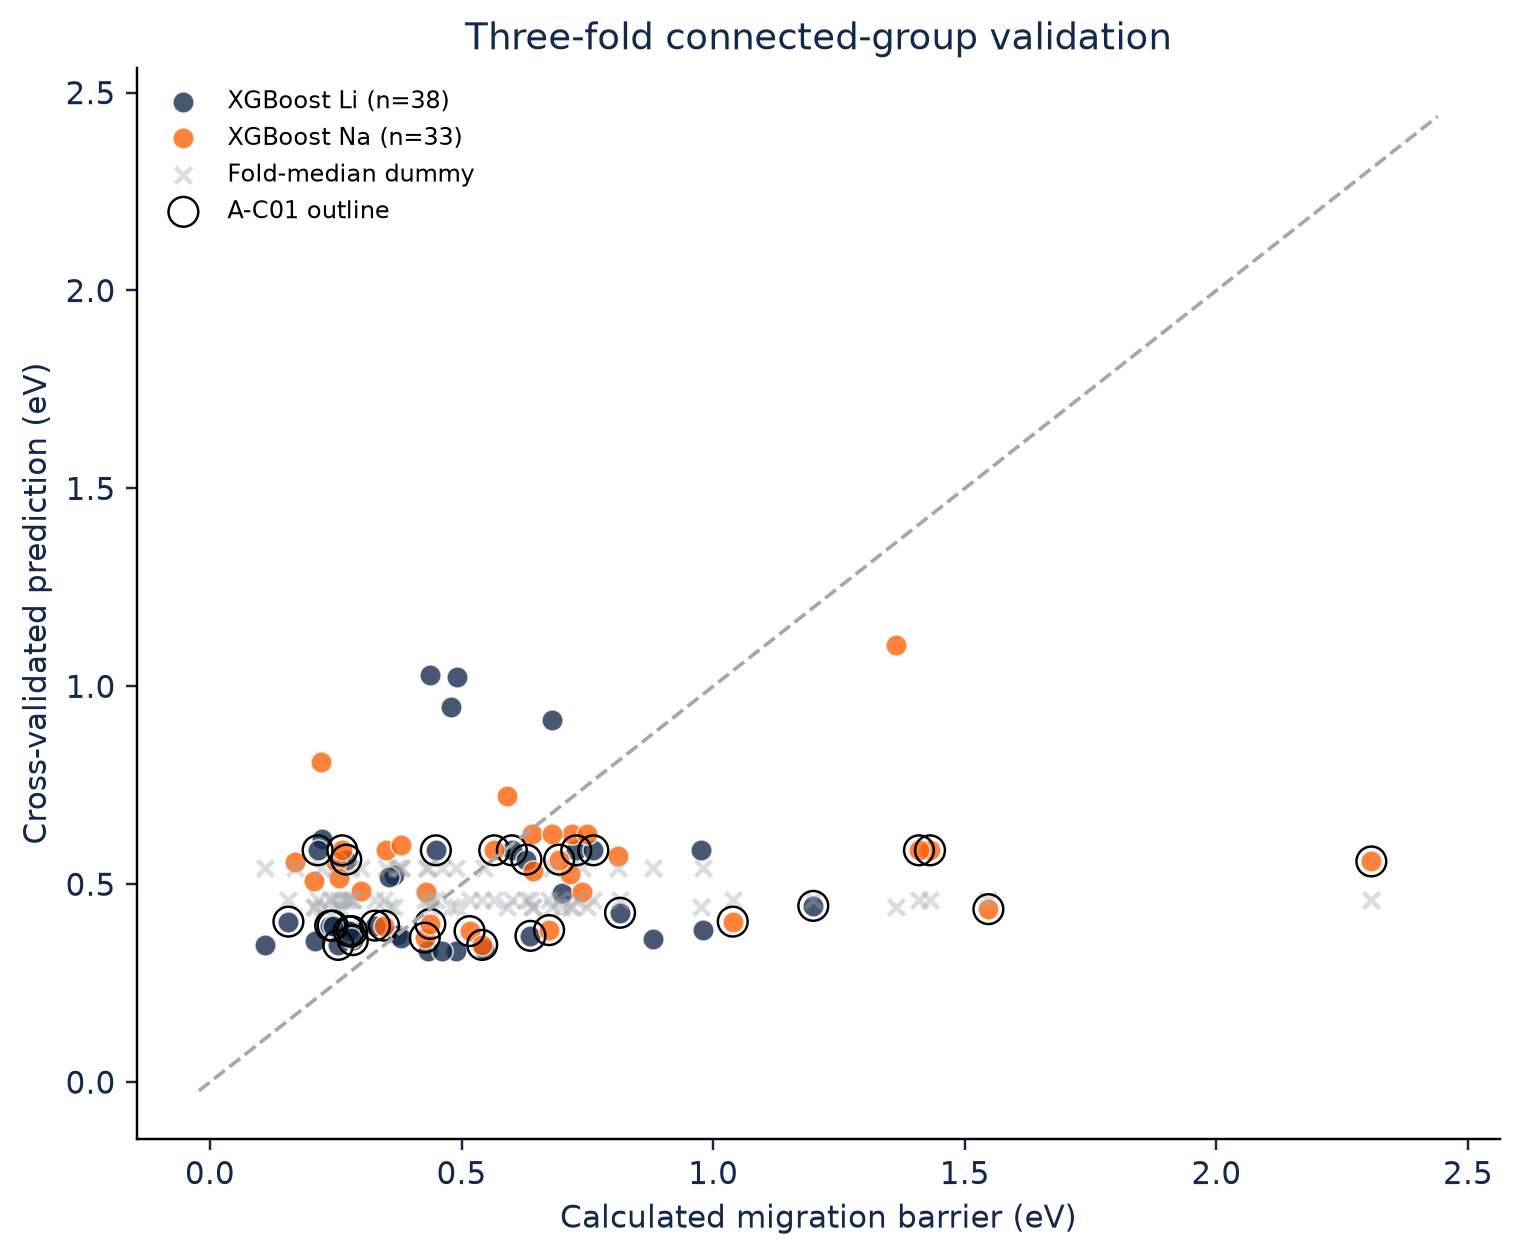 Three-fold connected-group validation
XGBoost Li (n=38)
XGBoost Na (n=33)
Fold-median dummy
A-C01 outline
Cross-validated prediction (eV)
2.5
2.0
1.5
1.0
0.5
0.0
0.0 0.5 1.0 1.5 2.0 2.5
Calculated migration barrier (eV)